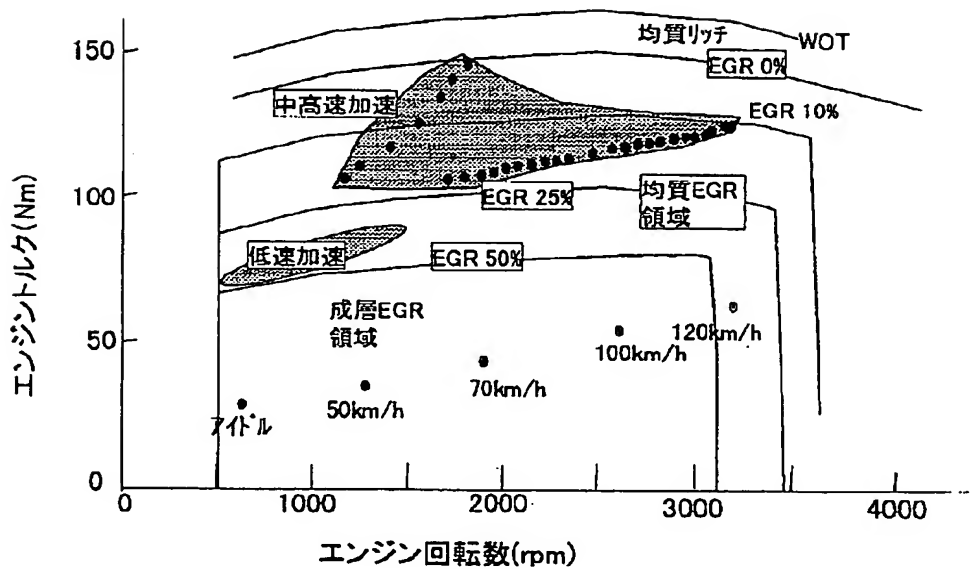 エンジントルク(Nm)
150
100
50
0
均質リッチ
WOT
EGR 0%
中高速加速
EGR 10%
EGR 25%
均質EGR
領域
低速加速
EGR 50%
成層EGR
領域
120km/h
100km/h
70km/h
50km/h
アイドル
0
1000
2000
3000
4000
エンジン回転数(rpm)